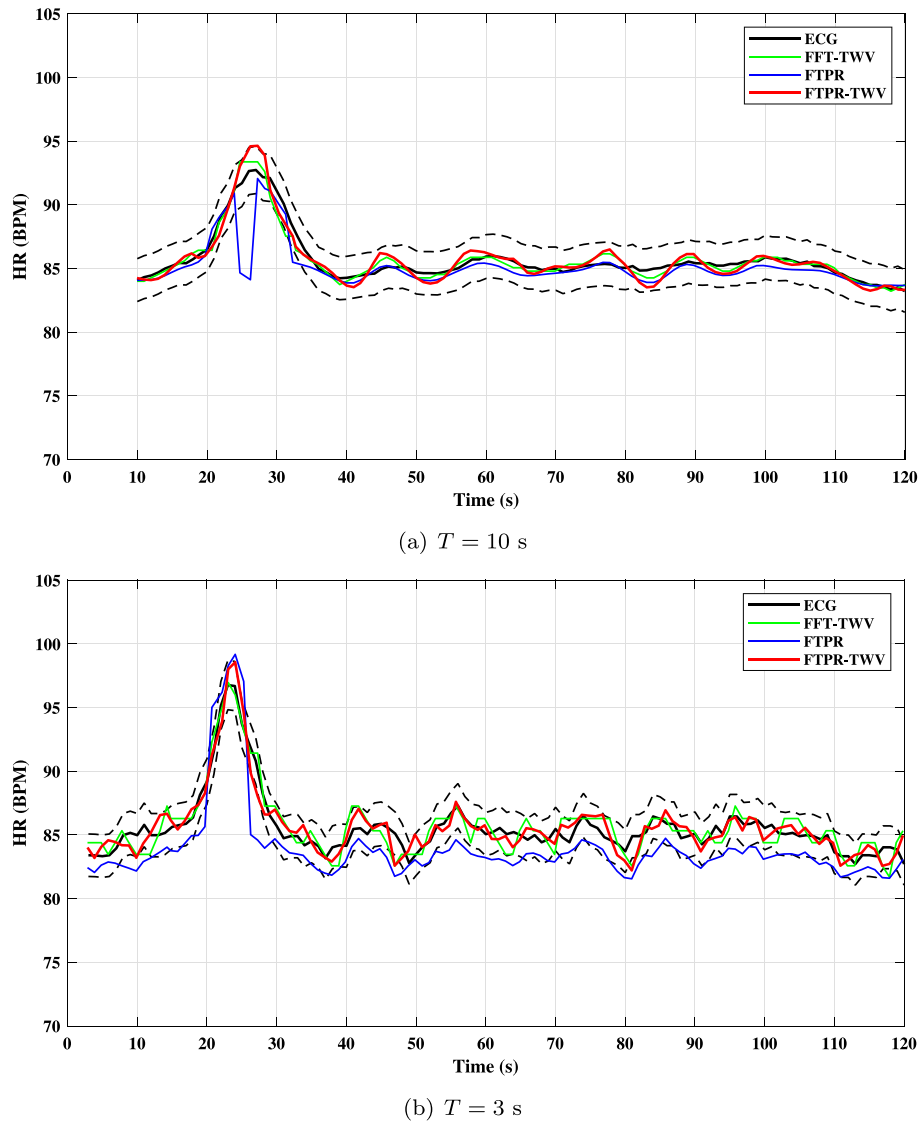 105
100
95
90
85
80
75
70
HR (BPM)
ECG
FFT-TWV
FTPR
FTPR-TWV
0 10 20 30 40 50 60 70 80 90 100 110 120
Time (s)
(a) T = 10 s
105
100
95
90
85
80
75
70
HR (BPM)
ECG
FFT-TWV
FTPR
FTPR-TWV
0 10 20 30 40 50 60 70 80 90 100 110 120
Time (s)
(b) T = 3 s